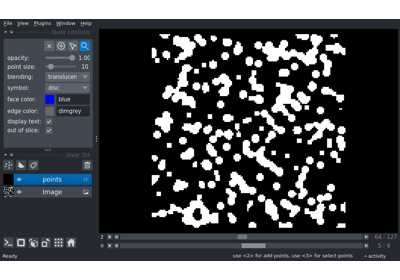 File View Plugins Window Help
layer controls
opacity: 1.00
point size: 10
blending: translucen
symbol: disc
face color: blue
edge color: dimgrey
display text:
out of slice:
layer list
points
Image
2 64 127
0 5 9
use <2> for add points, use <3> for select points activity